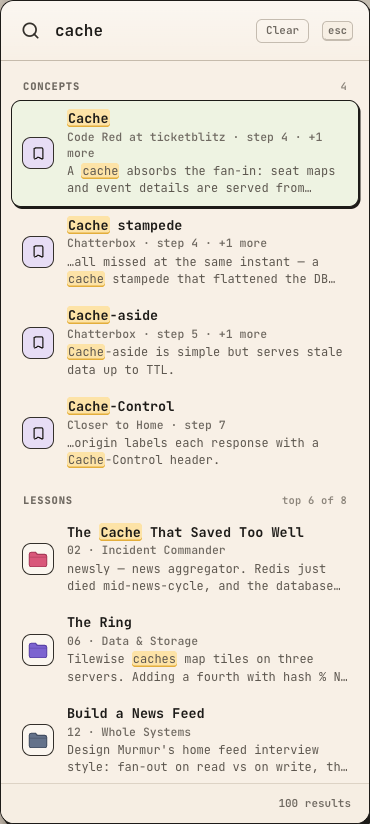 cache
Clear
esc
CONCEPTS 4
Cache
Code Red at ticketblitz · step 4 · +1
more
A cache absorbs the fan-in: seat maps
and event details are served from…
Cache stampede
Chatterbox · step 4 · +1 more
…all missed at the same instant — a
cache stampede that flattened the DB…
Cache-aside
Chatterbox · step 5 · +1 more
Cache-aside is simple but serves stale
data up to TTL.
Cache-Control
Closer to Home · step 7
…origin labels each response with a
Cache-Control header.
LESSONS top 6 of 8
The Cache That Saved Too Well
02 · Incident Commander
newsly — news aggregator. Redis just
died mid-news-cycle, and the database…
The Ring
06 · Data & Storage
Tilewise caches map tiles on three
servers. Adding a fourth with hash % N…
Build a News Feed
12 · Whole Systems
Design Murmur's home feed interview
style: fan-out on read vs on write, th…
100 results